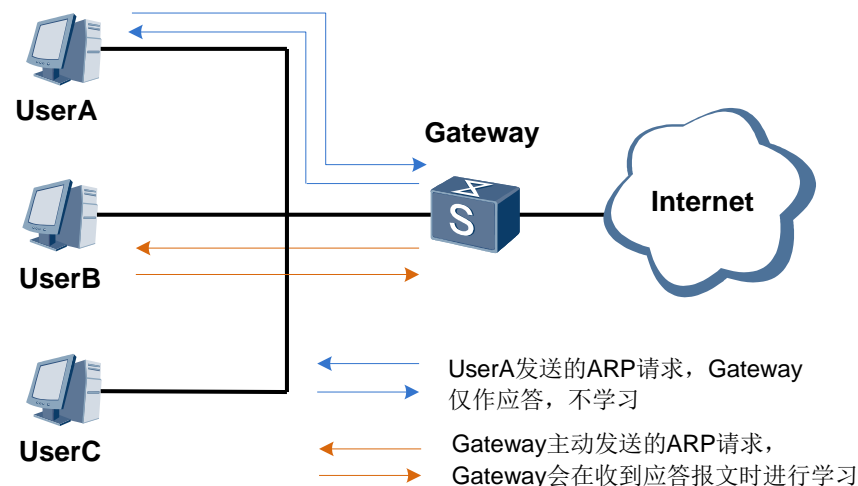 UserA
Gateway
Internet
S
UserB
UserC
UserA发送的ARP请求，Gateway
仅作应答，不学习
Gateway主动发送的ARP请求，
Gateway会在收到应答报文时进行学习